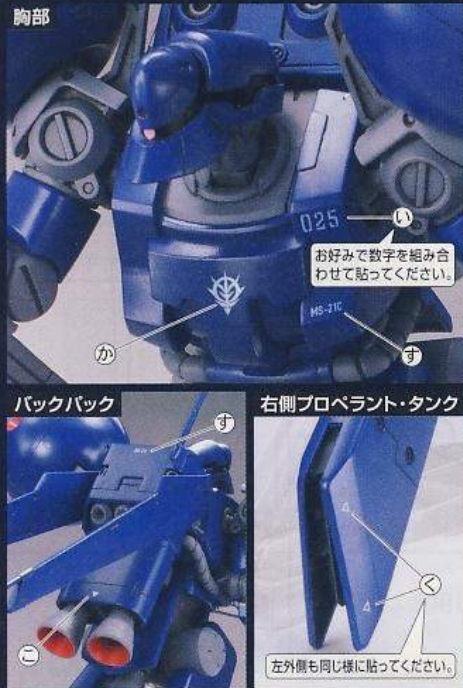 胸部
025
い
お好みで数字を組み合
わせて貼ってください。
MS-21C
か
す
バックパック
す
こ
右側プロペラント・タンク
く
左外側も同じ様に貼ってください。